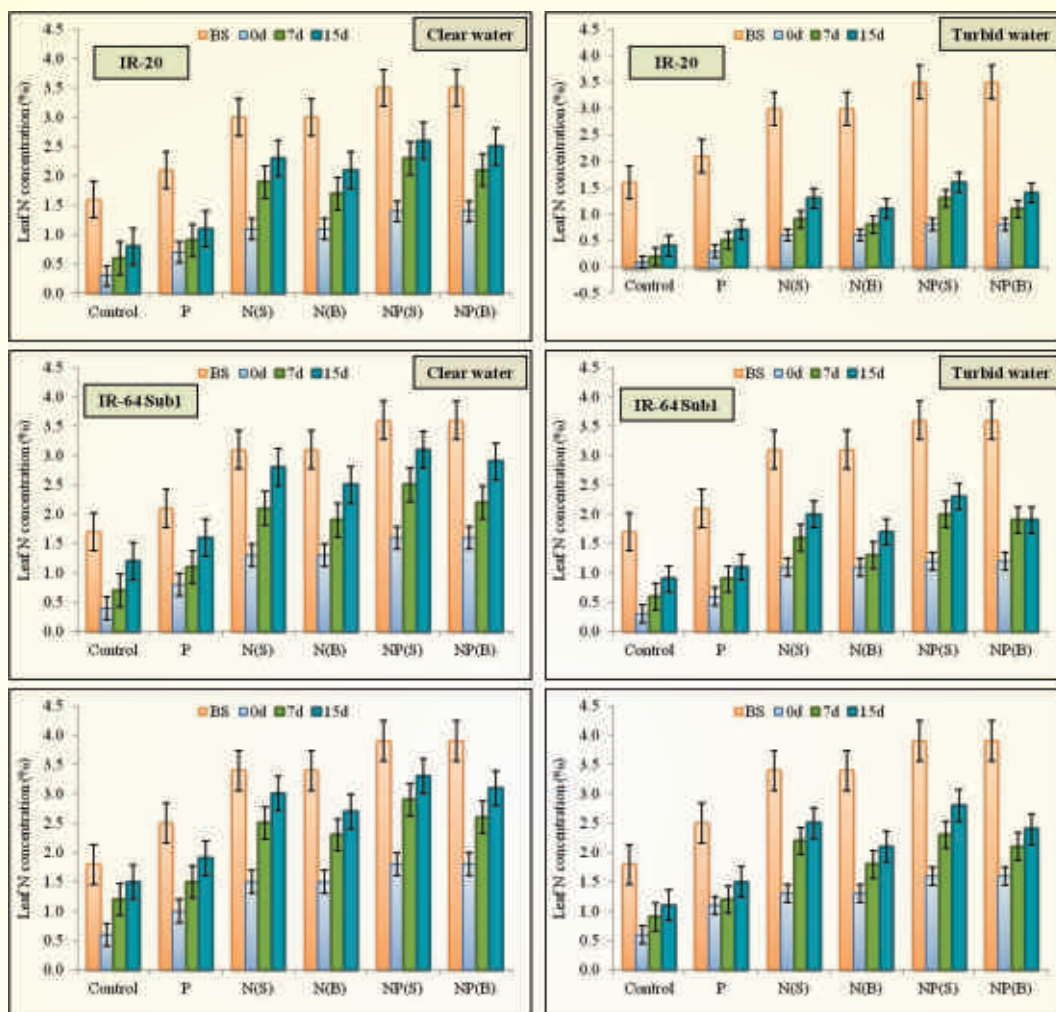 4.5 BS 0d 7d 15d Clear water
4.0 IR-20
3.5
3.0
2.5
2.0
1.5
1.0
0.5
0.0
Leaf N concentration (%)
Control P N(S) N(B) NP(S) NP(B)
4.5 BS 0d 7d 15d Turbid water
4.0 IR-20
3.5
3.0
2.5
2.0
1.5
1.0
0.5
0.0
-0.5
Leaf N concentration (%)
Control P N(S) N(B) NP(S) NP(B)
4.5 BS 0d 7d 15d Clear water
4.0 IR-64 Sub1
3.5
3.0
2.5
2.0
1.5
1.0
0.5
0.0
Leaf N concentration (%)
Control P N(S) N(B) NP(S) NP(B)
4.5 BS 0d 7d 15d Turbid water
4.0 IR-64 Sub1
3.5
3.0
2.5
2.0
1.5
1.0
0.5
0.0
Leaf N concentration (%)
Control P N(S) N(B) NP(S) NP(B)
4.5 BS 0d 7d 15d
4.0
3.5
3.0
2.5
2.0
1.5
1.0
0.5
0.0
Leaf N concentration (%)
Control P N(S) N(B) NP(S) NP(B)
4.5 BS 0d 7d 15d
4.0
3.5
3.0
2.5
2.0
1.5
1.0
0.5
0.0
Leaf N concentration (%)
Control P N(S) N(B) NP(S) NP(B)